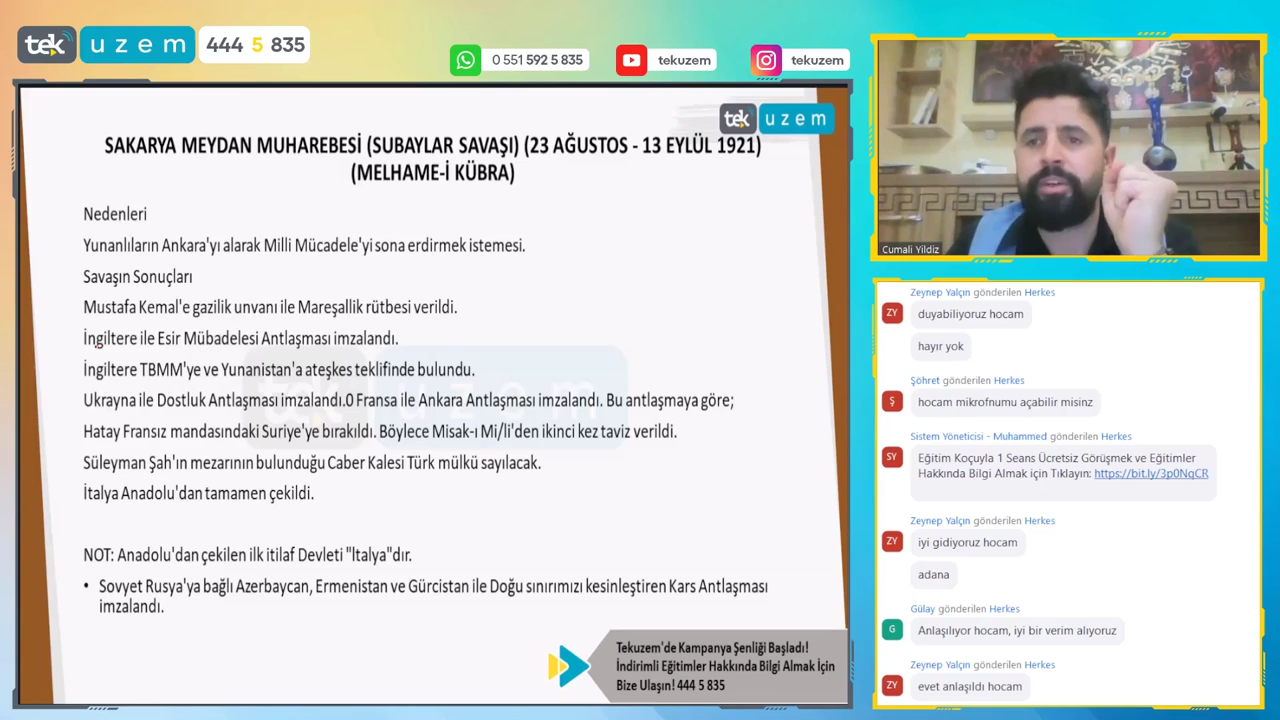 tek uzem 444 5 835
0 551 592 5 835
tekuzem
tekuzem
tek uzem
SAKARYA MEYDAN MUHAREBESİ (SUBAYLAR SAVAŞI) (23 AĞUSTOS - 13 EYLÜL 1921)
(MELHAME-İ KÜBRA)
Nedenleri
Yunanlıların Ankara'yı alarak Milli Mücadele'yi sona erdirmek istemesi.
Savaşın Sonuçları
Mustafa Kemal'e gazilik unvanı ile Mareşallik rütbesi verildi.
İngiltere ile Esir Mübadelesi Antlaşması imzalandı.
İngiltere TBMM'ye ve Yunanistan'a ateşkes teklifinde bulundu.
Ukrayna ile Dostluk Antlaşması imzalandı.0 Fransa ile Ankara Antlaşması imzalandı. Bu antlaşmaya göre;
Hatay Fransız mandasındaki Suriye'ye bırakıldı. Böylece Misak-ı Mi/li'den ikinci kez taviz verildi.
Süleyman Şah'ın mezarının bulunduğu Caber Kalesi Türk mülkü sayılacak.
İtalya Anadolu'dan tamamen çekildi.
NOT: Anadolu'dan çekilen ilk itilaf Devleti "Italya"dır.
• Sovyet Rusya'ya bağlı Azerbaycan, Ermenistan ve Gürcistan ile Doğu sınırımızı kesinleştiren Kars Antlaşması
imzalandı.
tek uzem
Tekuzem'de Kampanya Şenliği Başladı!
İndirimli Eğitimler Hakkında Bilgi Almak İçin
Bize Ulaşın! 444 5 835
Cumali Yildiz
Zeynep Yalçın gönderilen Herkes
ZY
duyabiliyoruz hocam
hayır yok
Şöhret gönderilen Herkes
Ş
hocam mikrofnumu açabilir misinz
Sistem Yöneticisi - Muhammed gönderilen Herkes
SY
Eğitim Koçuyla 1 Seans Ücretsiz Görüşmek ve Eğitimler
Hakkında Bilgi Almak için Tıklayın: https://bit.ly/3p0NqCR
Zeynep Yalçın gönderilen Herkes
ZY
iyi gidiyoruz hocam
adana
Gülay gönderilen Herkes
G
Anlaşılıyor hocam, iyi bir verim alıyoruz
Zeynep Yalçın gönderilen Herkes
ZY
evet anlaşıldı hocam